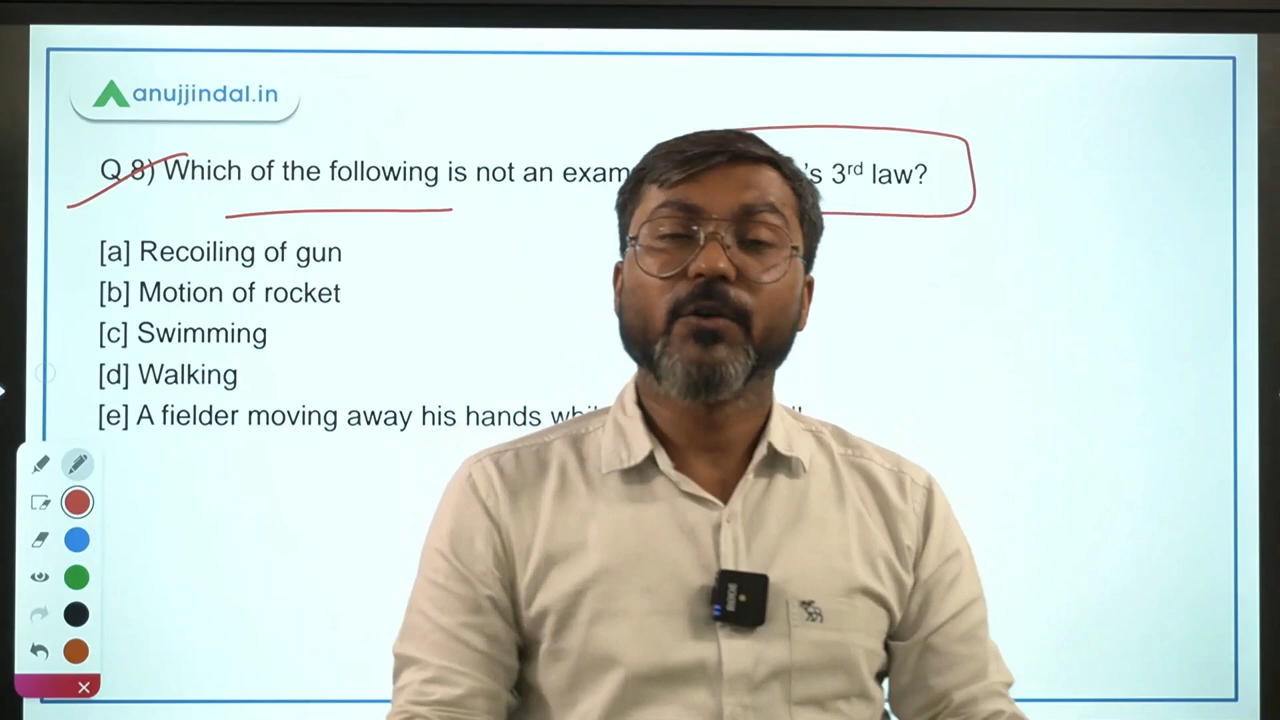 anujjindal.in
Q 8) Which of the following is not an exam
's 3rd law?
[a] Recoiling of gun
[b] Motion of rocket
[c] Swimming
[d] Walking
[e] A fielder moving away his hands